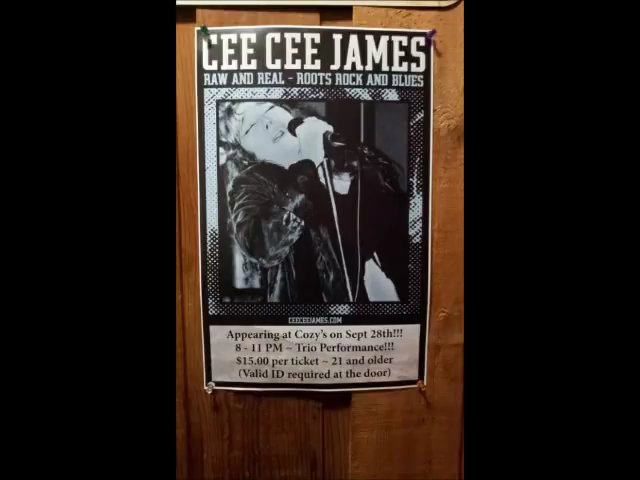 CEE CEE JAMES
RAW AND REAL - ROOTS ROCK AND BLUES
CEECEEJAMES.COM
Appearing at Cozy's on Sept 28th!!!
8 - 11 PM ~ Trio Performance!!!
$15.00 per ticket ~ 21 and older
(Valid ID required at the door)